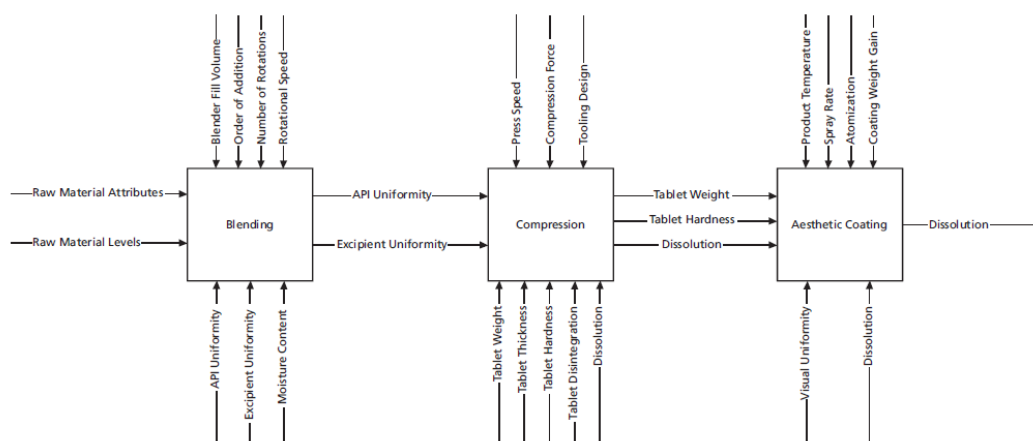 Blender Fill Volume
Order of Addition
Number of Rotations
Rotational Speed
Press Speed
Compression Force
Tooling Design
Product Temperature
Spray Rate
Atomization
Coating Weight Gain
Raw Material Attributes
Raw Material Levels
Blending
API Uniformity
Excipient Uniformity
Compression
Tablet Weight
Tablet Hardness
Dissolution
Aesthetic Coating
Dissolution
API Uniformity
Excipient Uniformity
Moisture Content
Tablet Weight
Tablet Thickness
Tablet Hardness
Tablet Disintegration
Dissolution
Visual Uniformity
Dissolution